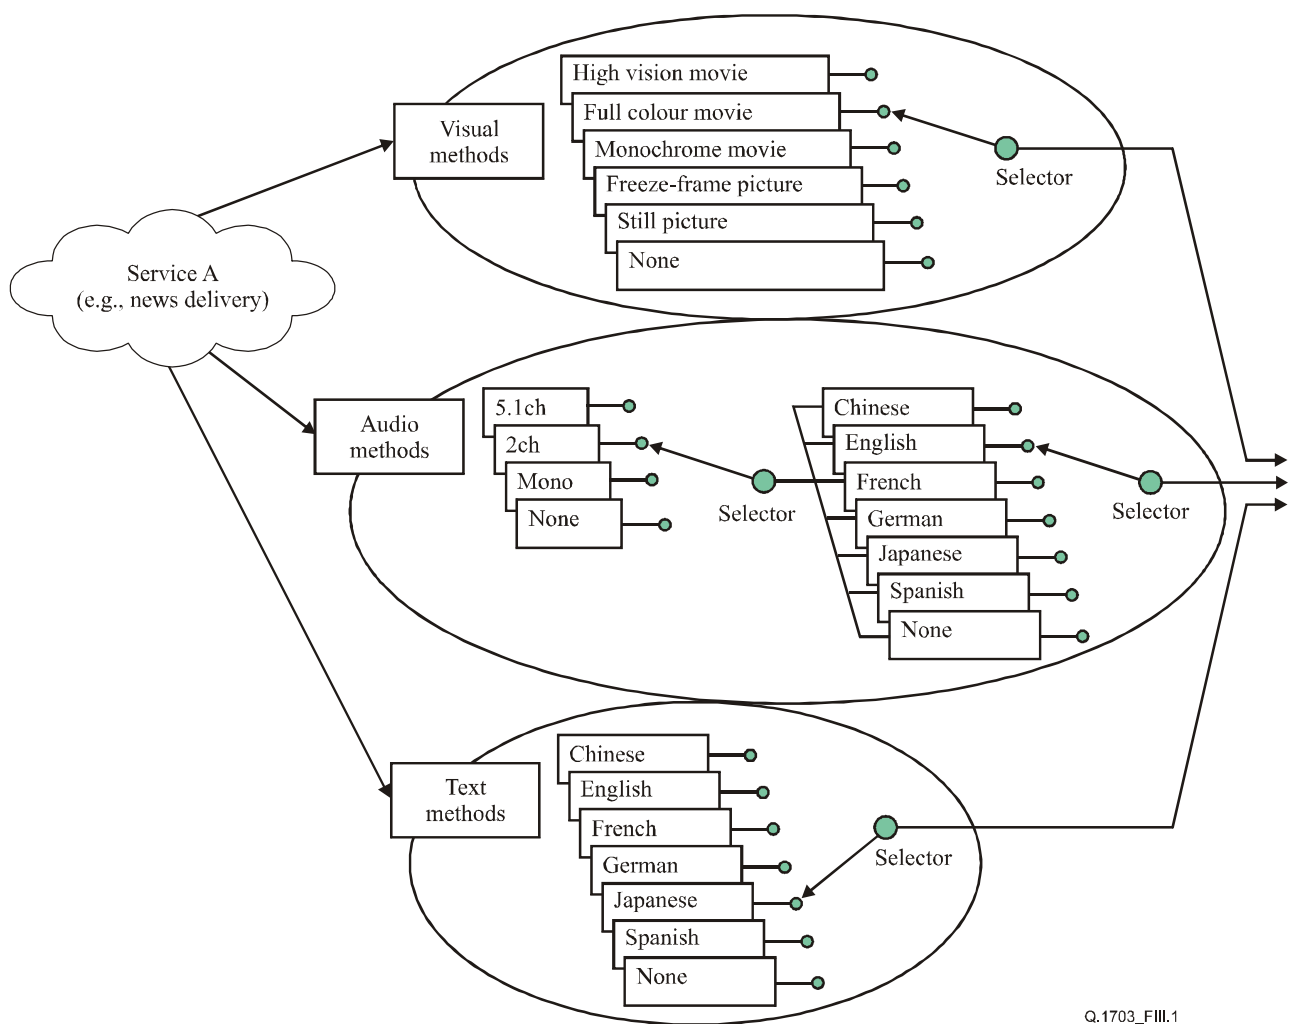 High vision movie
Full colour movie
Visual
methods
Monochrome movie
Freeze-frame picture
Selector
Still picture
None
Service A
(e.g., news delivery)
5.1ch
2ch
Mono
None
Audio
methods
Selector
Chinese
English
French
German
Japanese
Spanish
None
Selector
Text
methods
Chinese
English
French
German
Japanese
Spanish
None
Selector
Q.1703_FIII.1